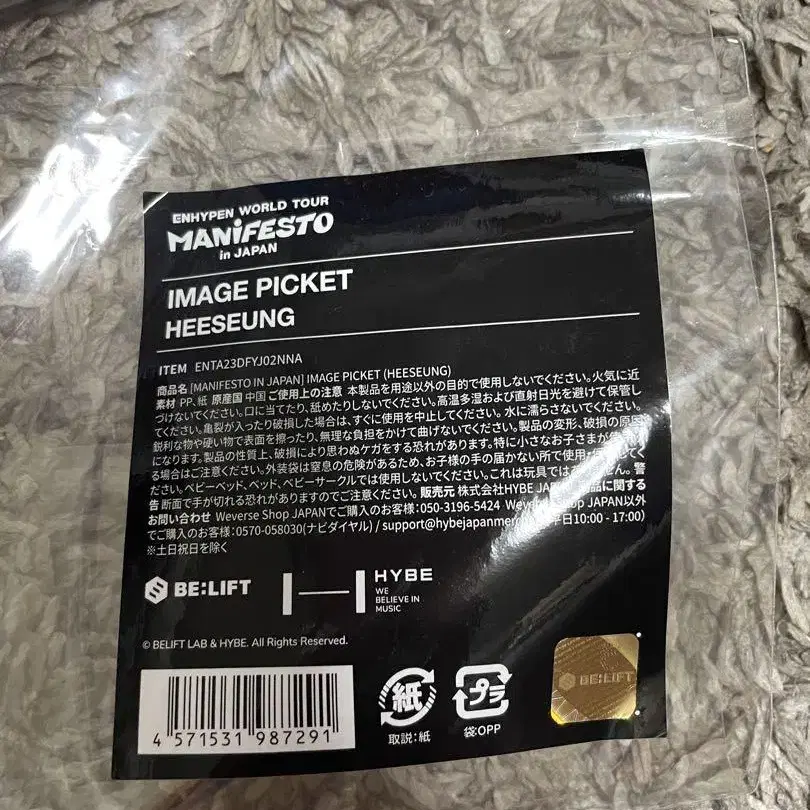 ENHYPEN WORLD TOUR
MANIFESTO
in JAPAN
IMAGE PICKET
HEESEUNG
ITEM ENTA23DFYJ02NNA
商品名 [MANIFESTO IN JAPAN] IMAGE PICKET (HEESEUNG)
素材 PP、紙 原産国 中国 ご使用上の注意 本製品を用途以外の目的で使用しないでください。火気に近
づけないでください。口に当てたり、舐めたりしないでください。高温多湿および直射日光を避けて保管し
てください。亀裂が入ったり破損した場合は、すぐに使用を中止してください。水に濡らさないでください。
鋭利な物や硬い物で表面を擦ったり、無理な負担をかけて曲げないでください。製品の変形、破損の原因
になります。製品の性質上、破損により思わぬケガをする恐れがあります。特に小さなお子さまが
場合はご注意ください。外装袋は窒息の危険があるため、お子様の手の届かない所で使用
ださい。ベビーベッド、ベッド、ベビーサークルでは使用しないでください。これは玩具では
告 断面で手が切れる恐れがありますのでご注意ください。販売元 株式会社HYBE 品に関する
お問い合わせ Weverse Shop JAPANでご購入のお客様:050-3196-5424 Weverse Shop JAPAN以外
でご購入のお客様:0570-058030(ナビダイヤル) / support@hybejapanmer 日10:00 - 17:00)
※土日祝日を除く
BE:LIFT
HYBE
WE
BELIEVE IN
MUSIC
© BELIFT LAB & HYBE. All Rights Reserved.
4 571531 987291
紙
取説:紙
プラ
袋:OPP
BE:LIFT